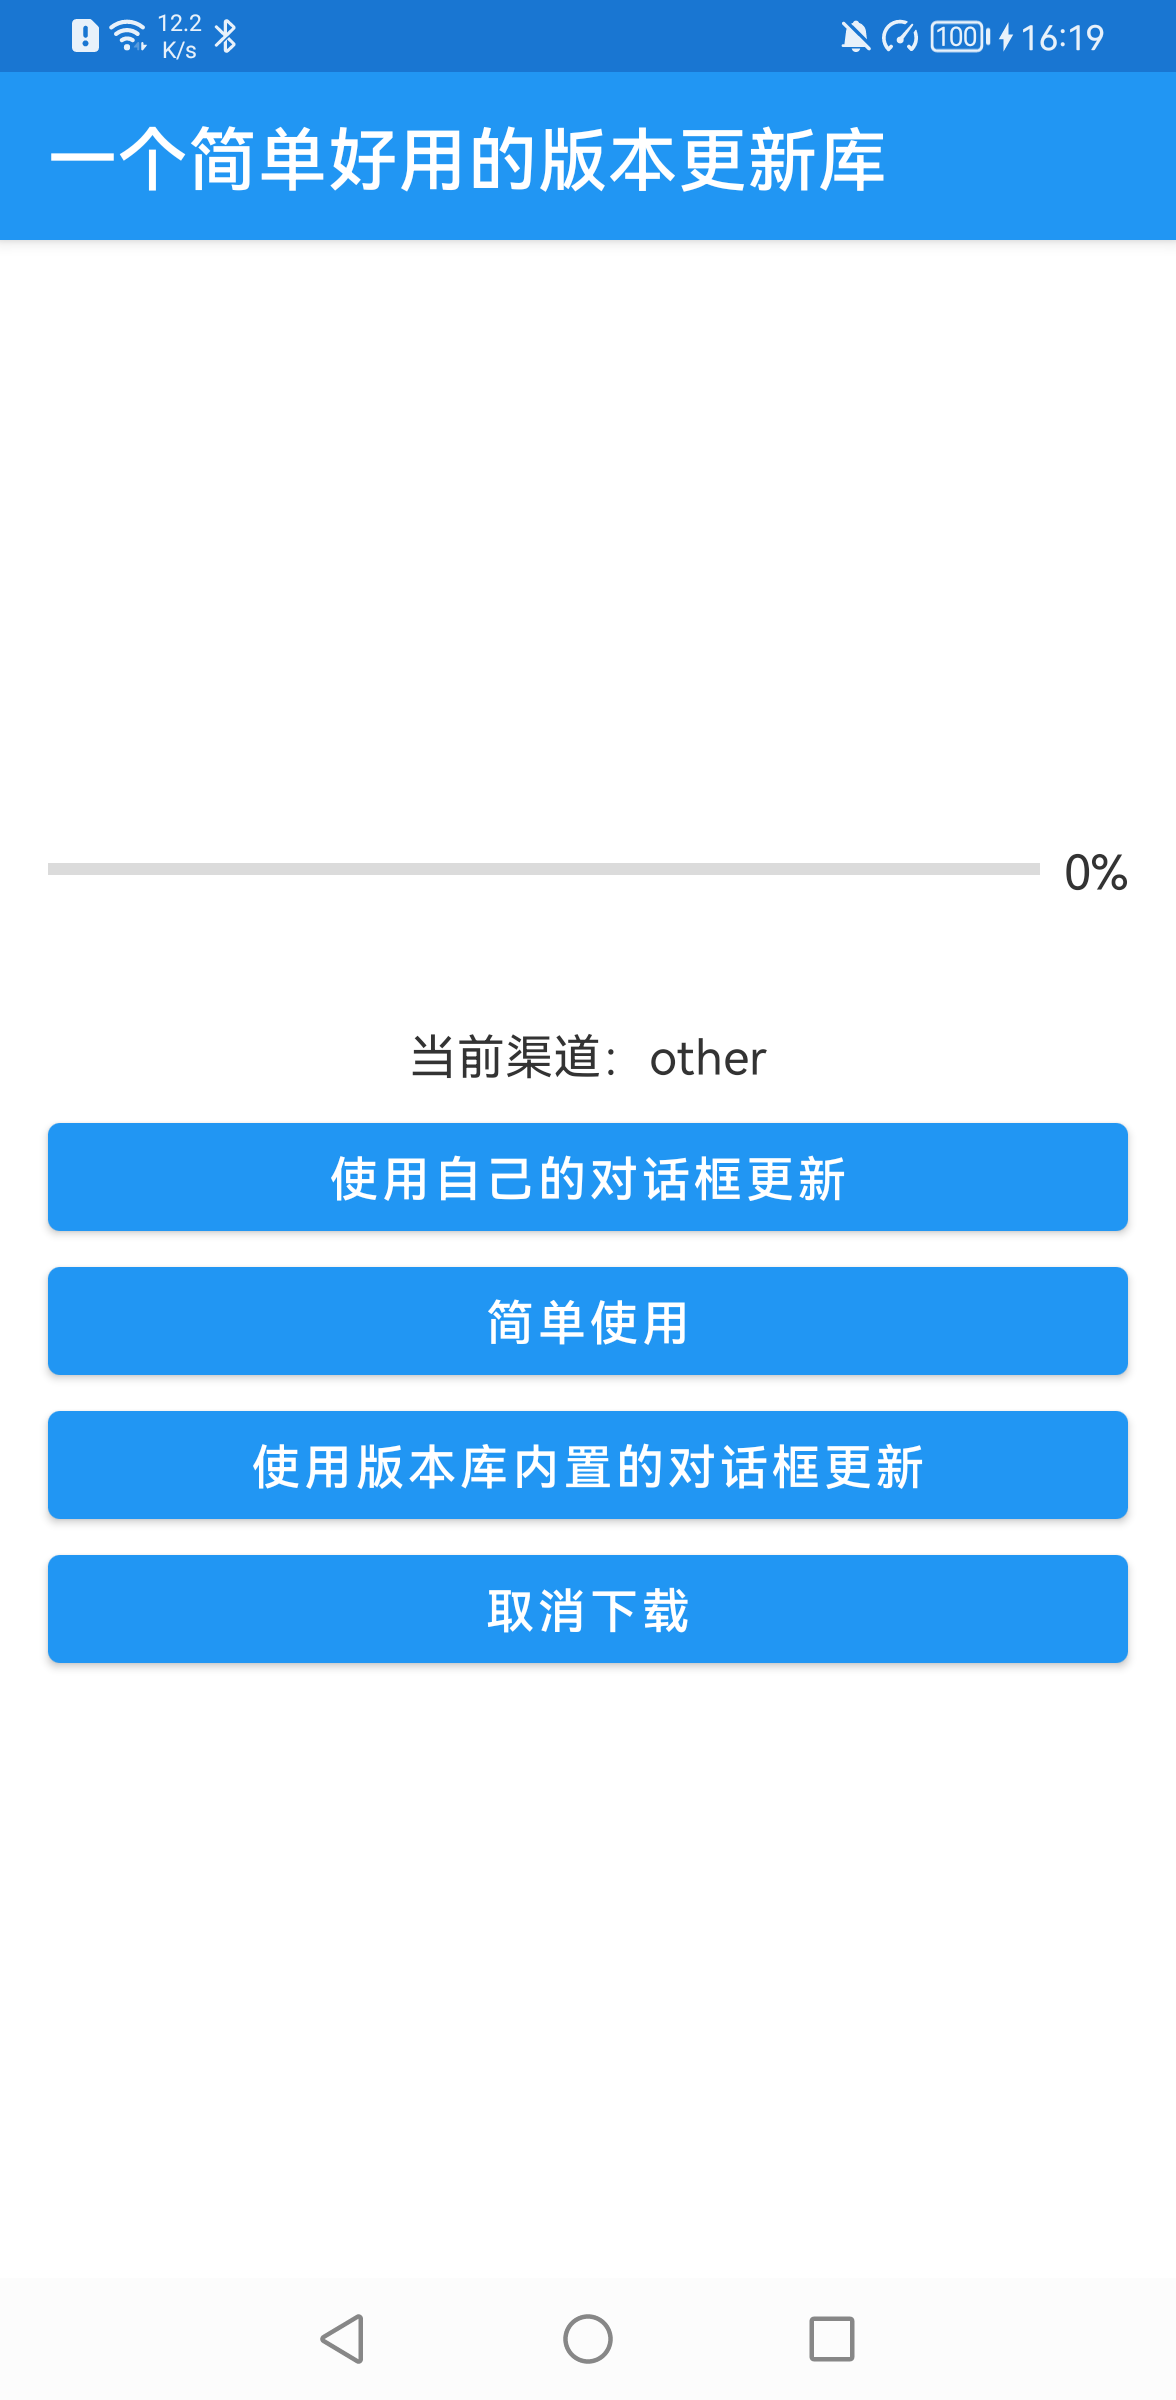 12.2
K/s
100
16:19
一个简单好用的版本更新库
0%
当前渠道：other
使用自己的对话框更新
简单使用
使用版本库内置的对话框更新
取消下载